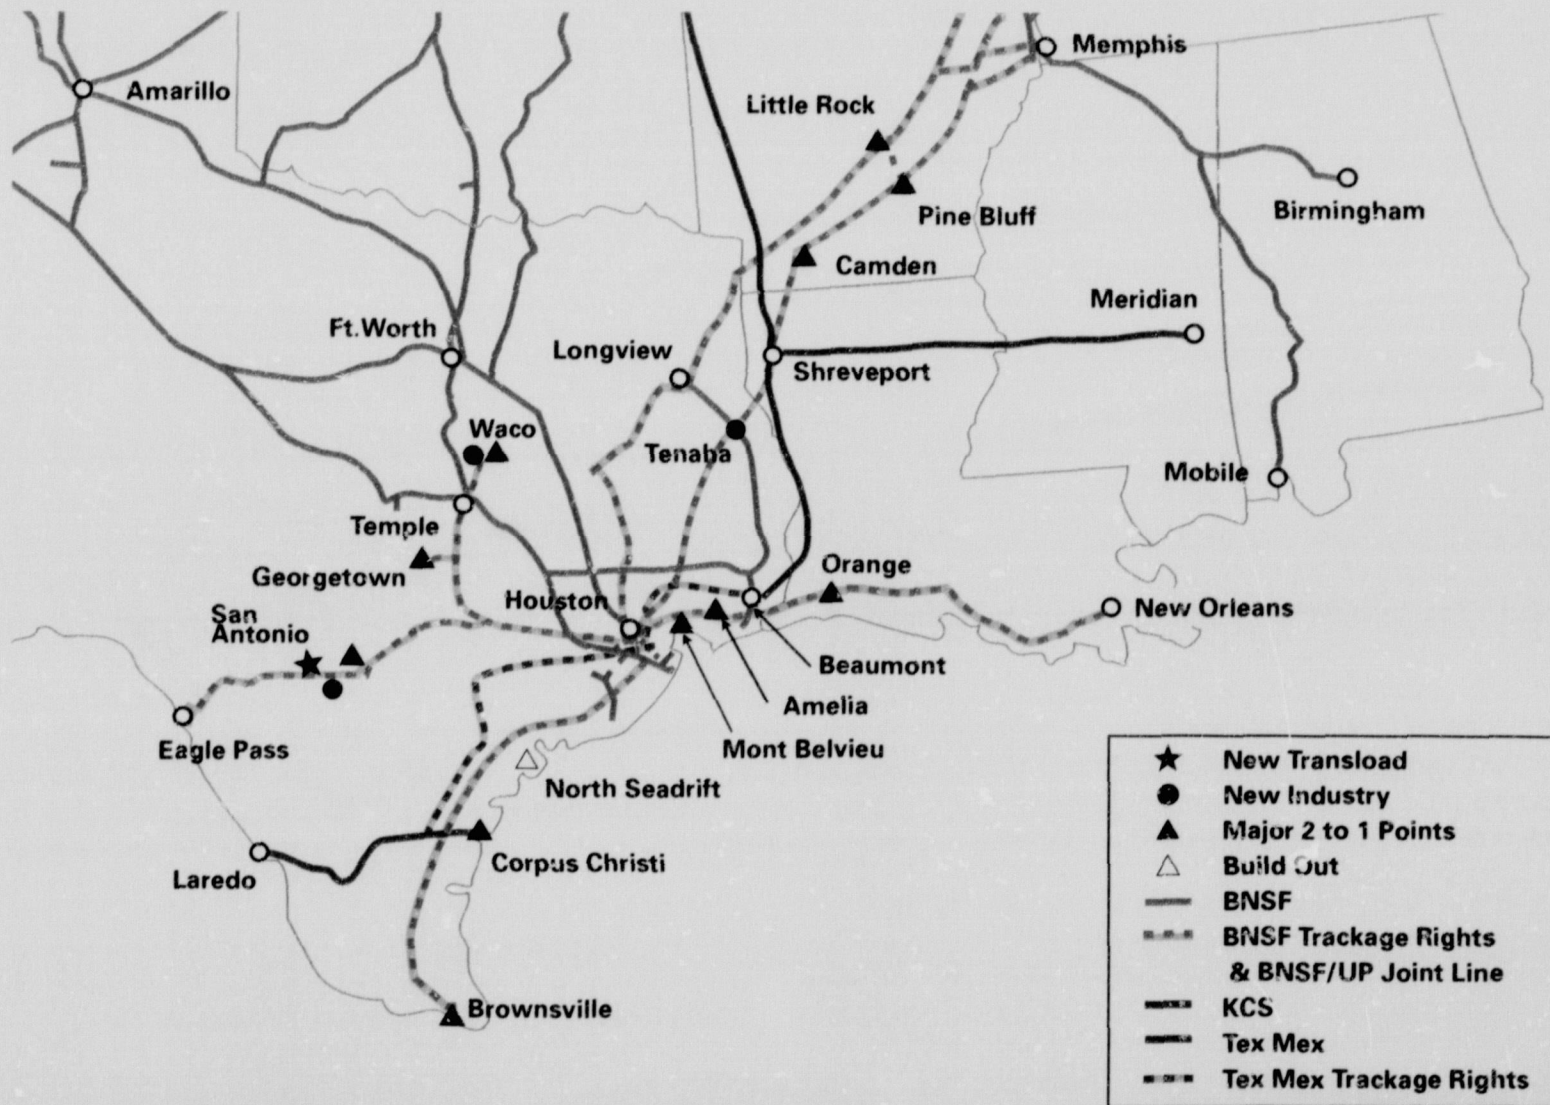 Memphis
Amarillo
Little Rock
Pine Bluff
Birmingham
Camden
Meridian
Ft.Worth
Longview
Shreveport
Waco
Tenaha
Mobile
Temple
Georgetown
Orange
Houston
New Orleans
San
Antonio
Beaumont
Amelia
Mont Belvieu
Eagle Pass
North Seadrift
Corpus Christi
Laredo
Brownsville
New Transload
New Industry
Major 2 to 1 Points
Build Out
BNSF
BNSF Trackage Rights
& BNSF/UP Joint Line
KCS
Tex Mex
Tex Mex Trackage Rights